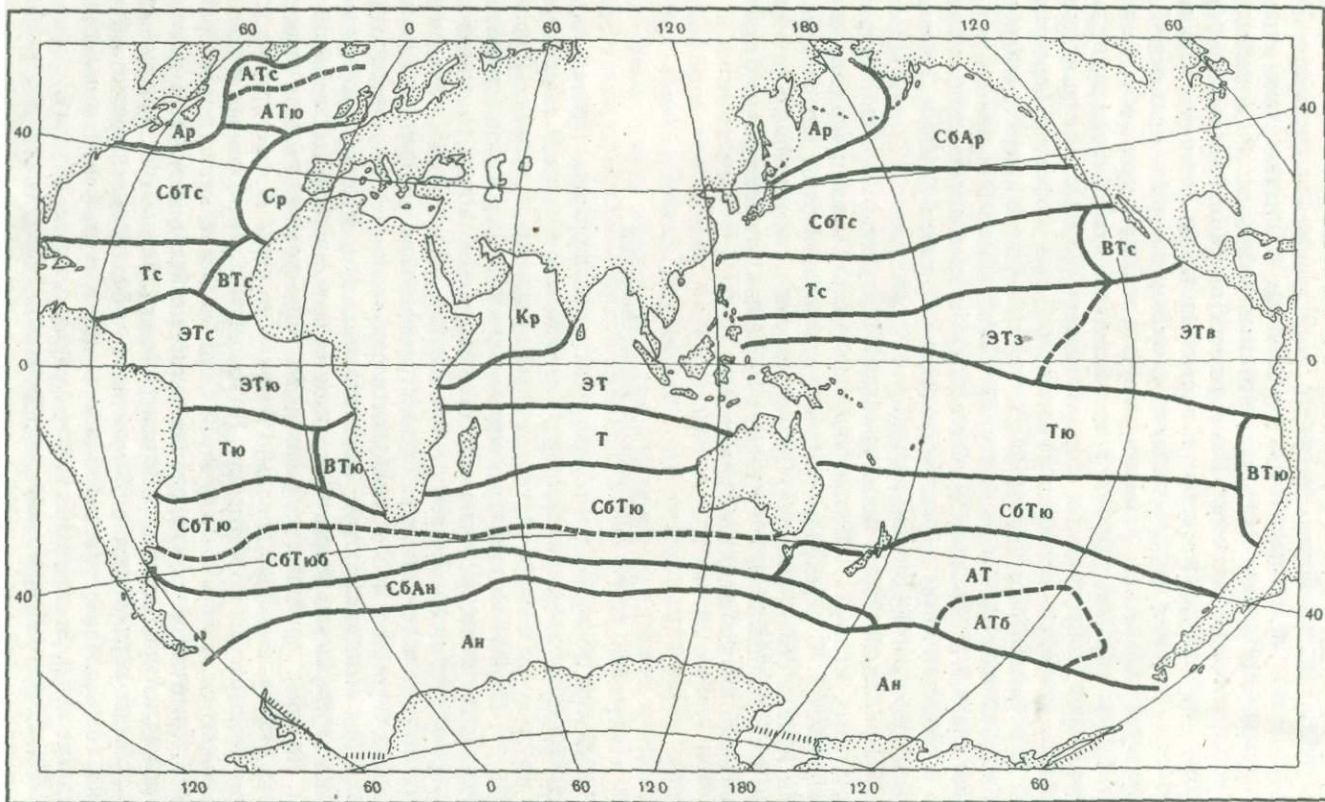 60 0 60 120 180 120 60
АТс
АТю
40 Ар Ар СбАр 40
СбТс Ср СбТс
ВТс
Тс ВТс Тс
Кр
ЭТс ЭТз ЭТв
0 0
ЭТю ЭТ
Тю ВТю Т Тю ВТю
СбТю СбТю СбТю
СбТюб
40 СбАн АТ 40
АТб
Ан Ан
120 60 0 60 120 180 120 60